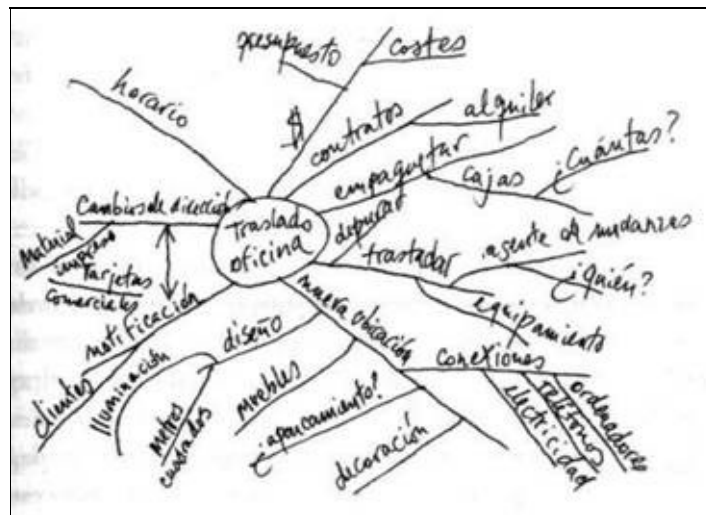 presupuesto
costes
$
horario
contratos
alquiler
empaquetar
cajas
¿Cuántas?
depurar
Traslado
oficina
Cambios de dirección
Material
impreso
Tarjetas
Comerciales
trasladar
agente de mudanzas
¿Quién?
equipamiento
notificación
clientes
nueva ubicación
diseño
Iluminación
metros
cuadrados
muebles
¿aparcamiento?
decoración
conexiones
electricidad
teléfonos
ordenadores